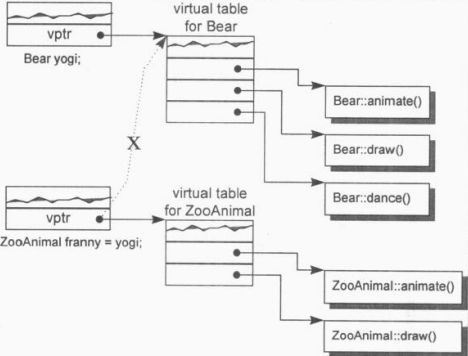 virtual table
for Bear
vptr
Bear yogi;
Bear::animate()
Bear::draw()
X
Bear::dance()
virtual table
for ZooAnimal
vptr
ZooAnimal franny = yogi;
ZooAnimal::animate()
ZooAnimal::draw()